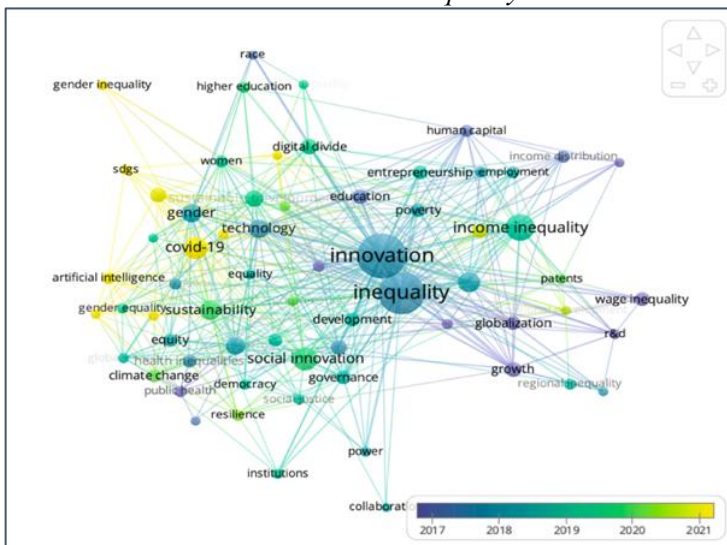 race
gender inequality
higher education
human capital
digital divide
income distribution
women
sdgs
entrepreneurship
employment
education
gender
poverty
technology
income inequality
covid-19
innovation
equality
artificial intelligence
patents
inequality
wage inequality
gender equality
sustainability
development
globalization
r&d
equity
social innovation
health inequalities
growth
climate change
governance
democracy
regional inequality
public health
social justice
resilience
power
institutions
2017
2018
2019
2020
2021